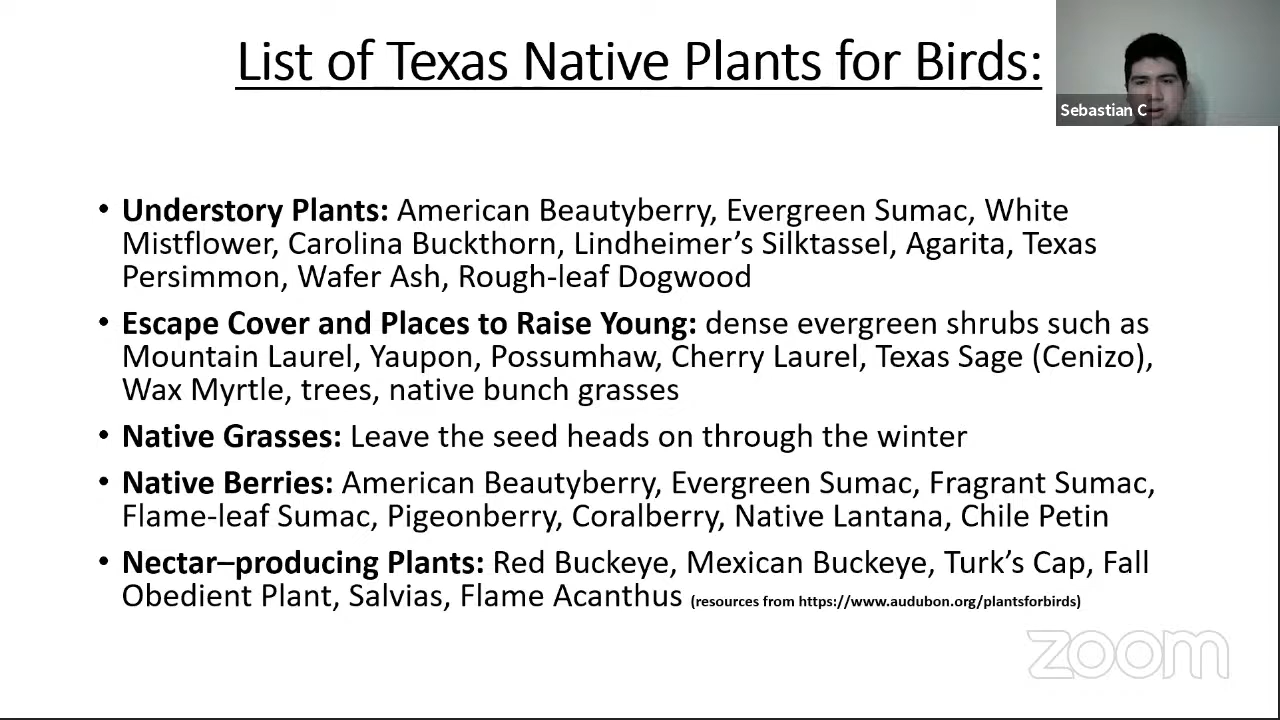 List of Texas Native Plants for Birds:
Sebastian C
• Understory Plants: American Beautyberry, Evergreen Sumac, White
Mistflower, Carolina Buckthorn, Lindheimer’s Silktassel, Agarita, Texas
Persimmon, Wafer Ash, Rough-leaf Dogwood
• Escape Cover and Places to Raise Young: dense evergreen shrubs such as
Mountain Laurel, Yaupon, Possumhaw, Cherry Laurel, Texas Sage (Cenizo),
Wax Myrtle, trees, native bunch grasses
• Native Grasses: Leave the seed heads on through the winter
• Native Berries: American Beautyberry, Evergreen Sumac, Fragrant Sumac,
Flame-leaf Sumac, Pigeonberry, Coralberry, Native Lantana, Chile Petin
• Nectar–producing Plants: Red Buckeye, Mexican Buckeye, Turk’s Cap, Fall
Obedient Plant, Salvias, Flame Acanthus (resources from https://www.audubon.org/plantsforbirds)
zoom